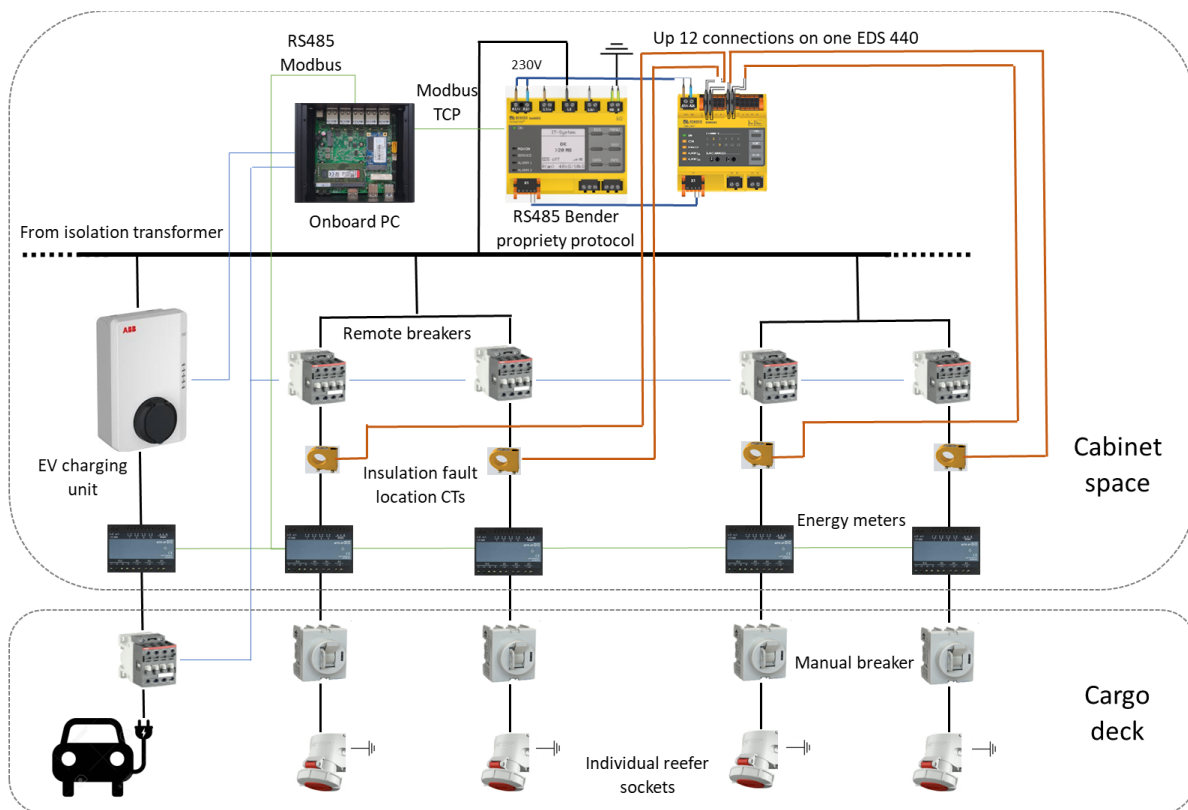 RS485
Modbus
Modbus
TCP
230V
Up 12 connections on one EDS 440
Onboard PC
RS485 Bender
propriety protocol
From isolation transformer
ABB
Remote breakers
EV charging
unit
Insulation fault
location CTs
Energy meters
Cabinet
space
Manual breaker
Cargo
deck
Individual reefer
sockets